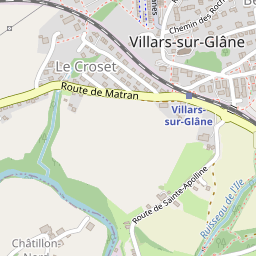 Chemin des Roch
Villars-sur-Glâne
Le Croset
Route de Matran
Villars-
sur-Glâne
Route de Sainte-Apolline
Ruisseau de l'Ile
Châtillon-
Nord